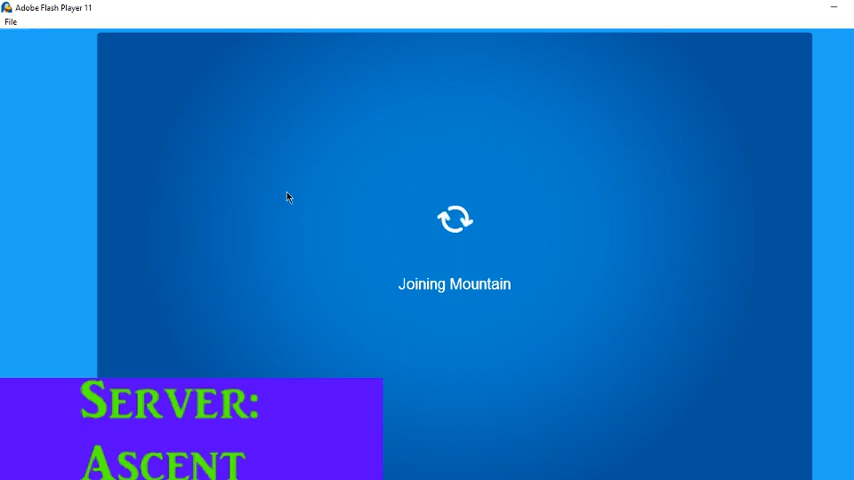 Adobe Flash Player 11
File
Joining Mountain
SERVER:
ASCENT